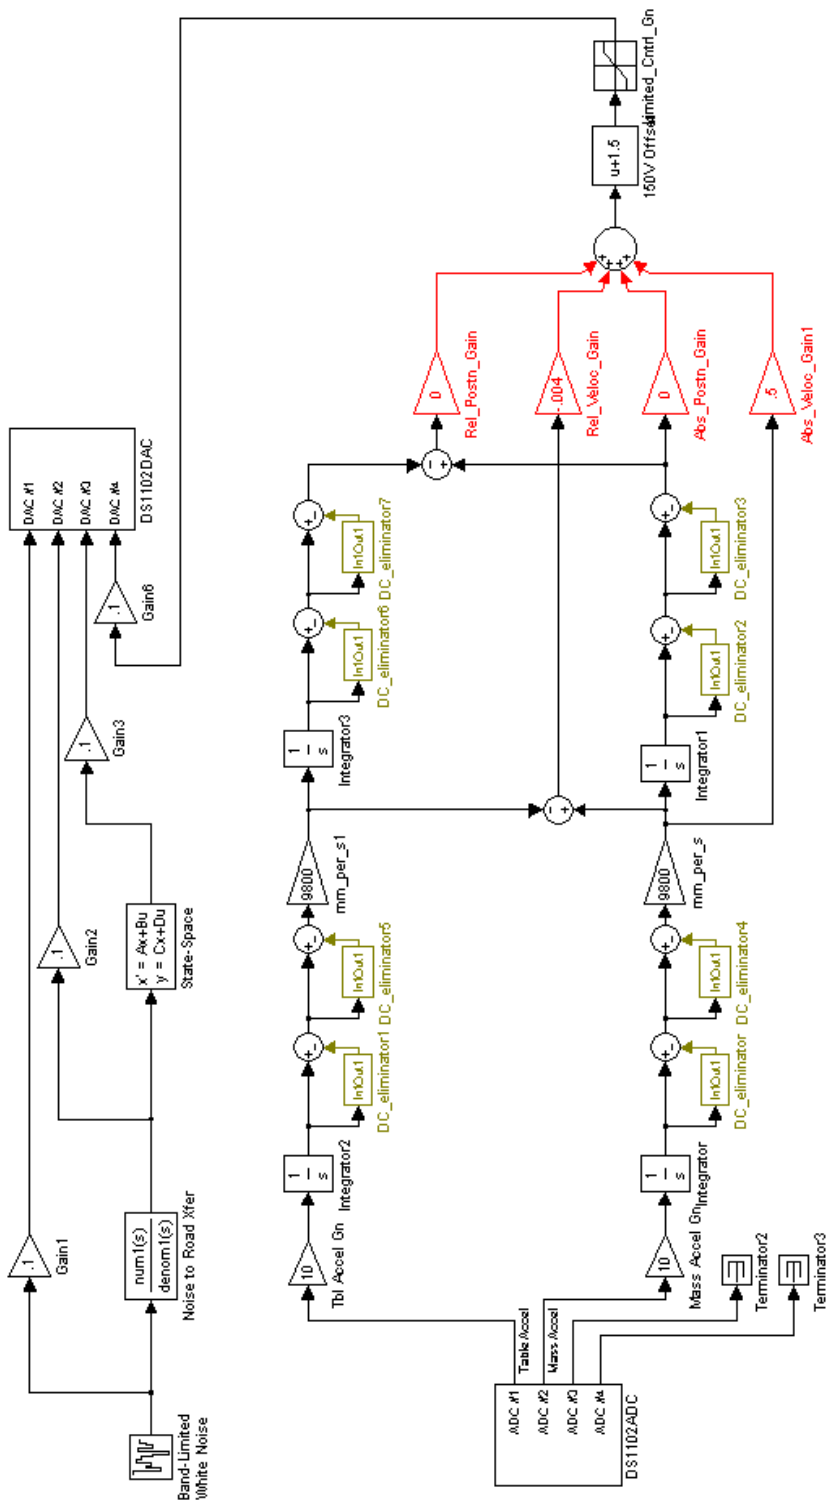 Band-Limited
White Noise
.1
Gain1
num1(s)
denom1(s)
Noise to Road Xfer
.1
Gain2
x' = Ax+Bu
y = Cx+Du
State-Space
.1
Gain3
.1
Gain6
DAC #1
DAC #2
DAC #3
DAC #4
DS1102DAC
10
Tbl Accel Gn
1
s
Integrator2
In1Out1
DC_eliminator1
In1Out1
DC_eliminator5
9800
mm_per_s1
1
s
Integrator3
In1Out1
DC_eliminator6
In1Out1
DC_eliminator7
0
Rel_Postn_Gain
-.004
Rel_Veloc_Gain
0
Abs_Postn_Gain
.5
Abs_Veloc_Gain1
u+1.5
150V Offset
Limited_Cntrl_Gn
ADC #1
ADC #2
ADC #3
ADC #4
DS1102ADC
Table Accel
Mass Accel
10
Mass Accel Gn
1
s
Integrator
In1Out1
DC_eliminator
In1Out1
DC_eliminator4
9800
mm_per_s
1
s
Integrator1
In1Out1
DC_eliminator2
In1Out1
DC_eliminator3
Terminator2
Terminator3